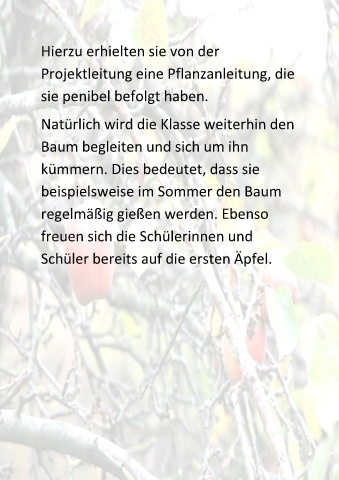 Hierzu erhielten sie von der
Projektleitung eine Pflanzanleitung, die
sie penibel befolgt haben.
Natürlich wird die Klasse weiterhin den
Baum begleiten und sich um ihn
kümmern. Dies bedeutet, dass sie
beispielsweise im Sommer den Baum
regelmäßig gießen werden. Ebenso
freuen sich die Schülerinnen und
Schüler bereits auf die ersten Äpfel.